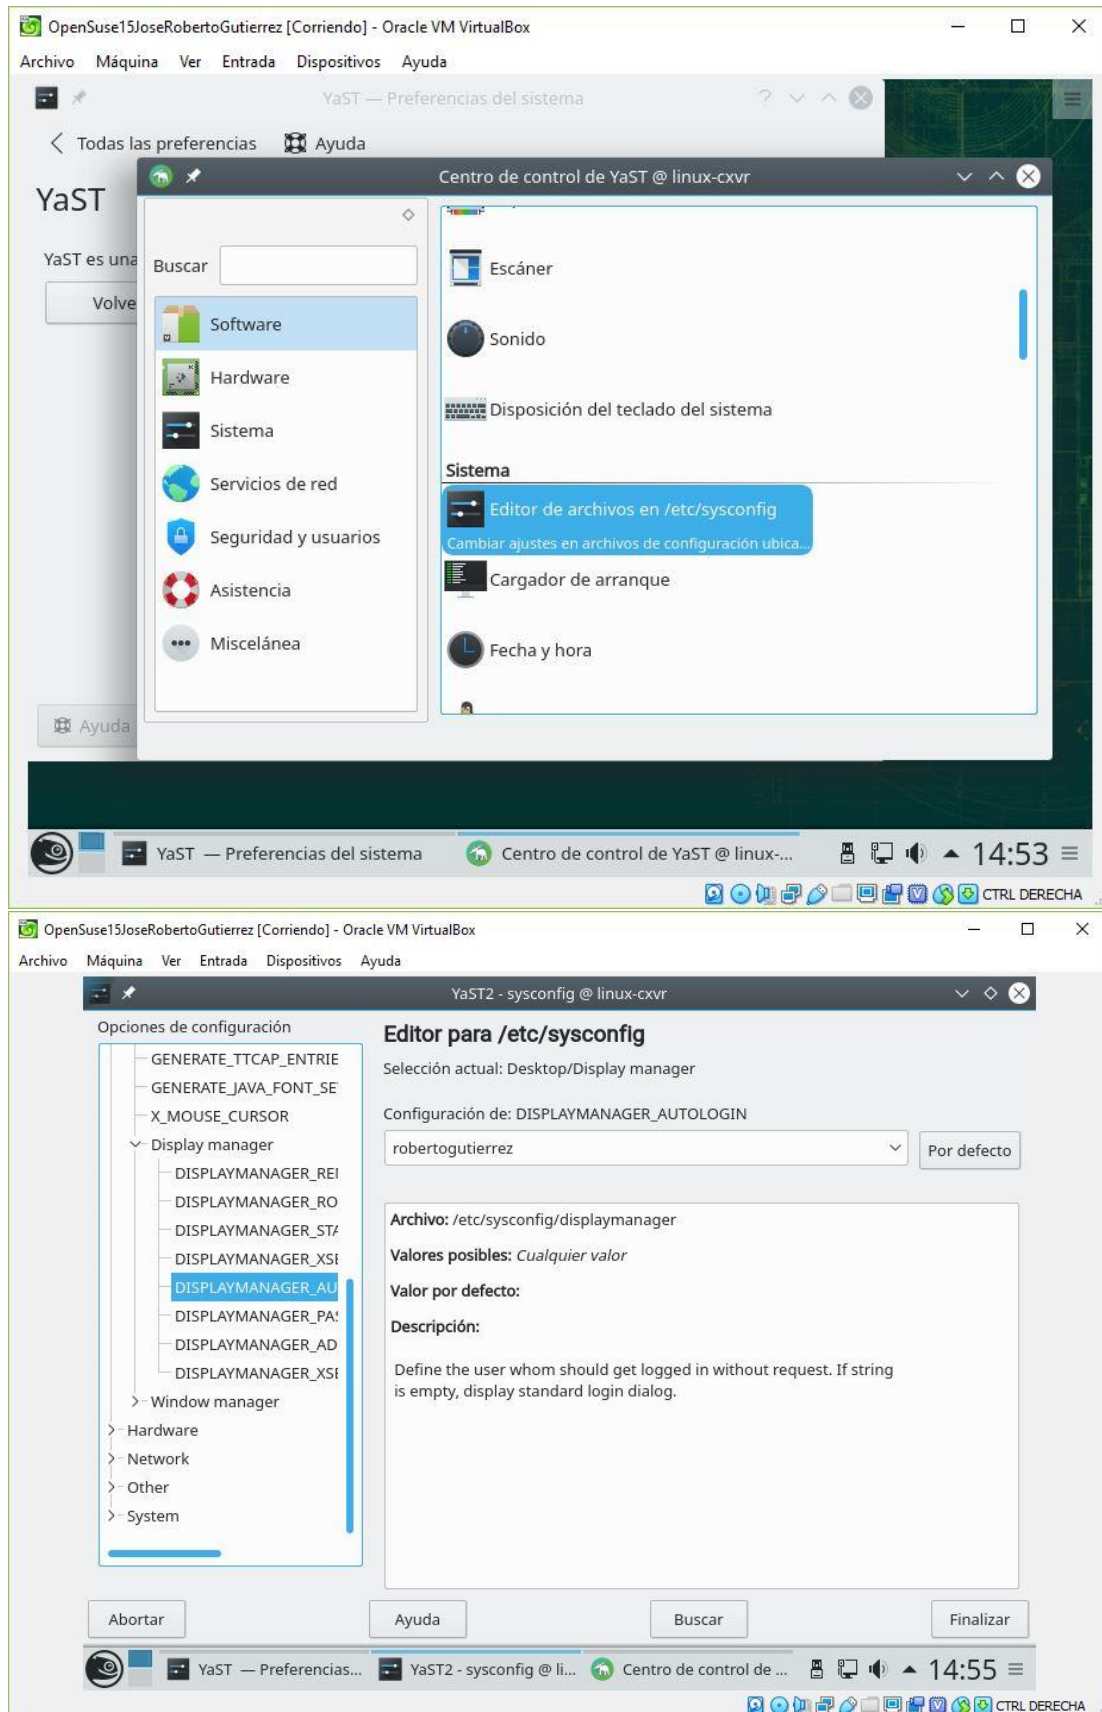 OpenSuse15JoseRobertoGutierrez [Corriendo] - Oracle VM VirtualBox
Archivo Máquina Ver Entrada Dispositivos Ayuda
YaST — Preferencias del sistema
Todas las preferencias Ayuda
Centro de control de YaST @ linux-cxvr
YaST
YaST es una
Volve
Buscar
Software
Hardware
Sistema
Servicios de red
Seguridad y usuarios
Asistencia
Miscelánea
Escáner
Sonido
Disposición del teclado del sistema
Sistema
Editor de archivos en /etc/sysconfig
Cambiar ajustes en archivos de configuración ubica...
Cargador de arranque
Fecha y hora
Ayuda
YaST — Preferencias del sistema Centro de control de YaST @ linux-... 14:53
CTRL DERECHA
OpenSuse15JoseRobertoGutierrez [Corriendo] - Oracle VM VirtualBox
Archivo Máquina Ver Entrada Dispositivos Ayuda
YaST2 - sysconfig @ linux-cxvr
Opciones de configuración
GENERATE_TTCAP_ENTRIE
GENERATE_JAVA_FONT_SE
X_MOUSE_CURSOR
Display manager
DISPLAYMANAGER_REI
DISPLAYMANAGER_RO
DISPLAYMANAGER_STA
DISPLAYMANAGER_XSE
DISPLAYMANAGER_AU
DISPLAYMANAGER_PAS
DISPLAYMANAGER_AD
DISPLAYMANAGER_XSE
Window manager
Hardware
Network
Other
System
Editor para /etc/sysconfig
Selección actual: Desktop/Display manager
Configuración de: DISPLAYMANAGER_AUTOLOGIN
robertogutierrez Por defecto
Archivo: /etc/sysconfig/displaymanager
Valores posibles: Cualquier valor
Valor por defecto:
Descripción:
Define the user whom should get logged in without request. If string
is empty, display standard login dialog.
Abortar Ayuda Buscar Finalizar
YaST — Preferencias... YaST2 - sysconfig @ li... Centro de control de ... 14:55
CTRL DERECHA